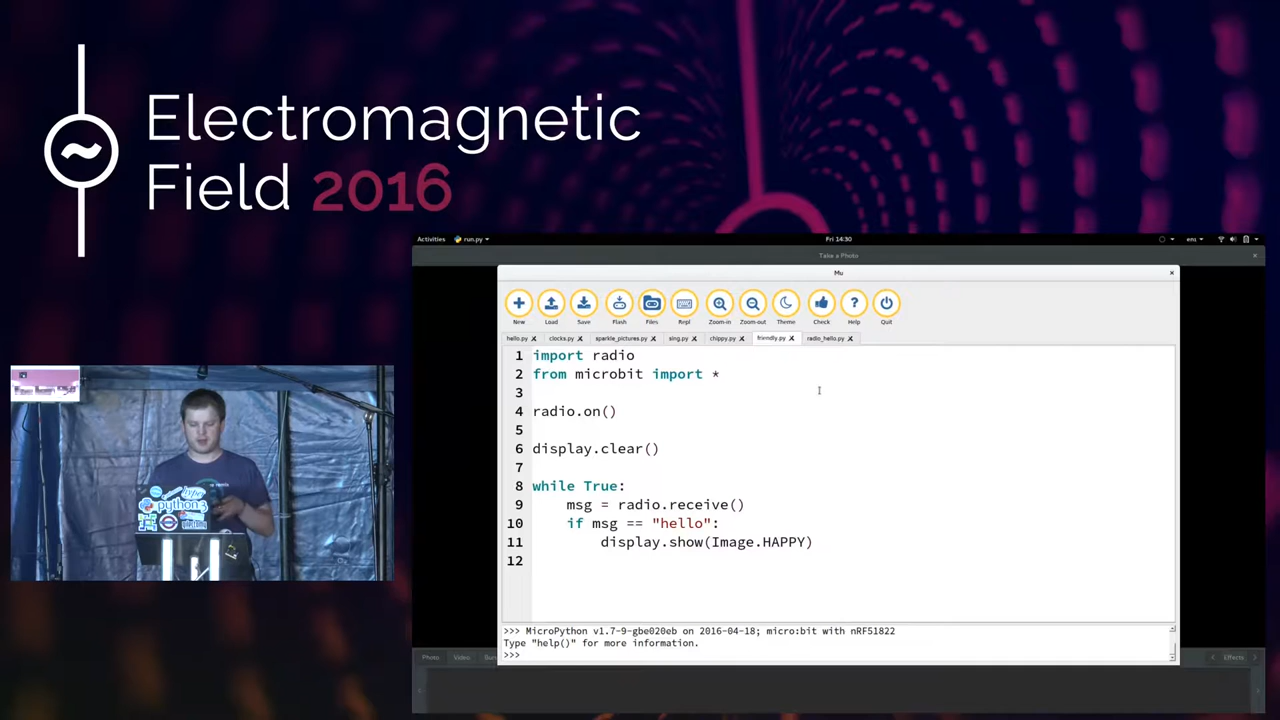 Electromagnetic
Field 2016
Activities
run.py
Fri 14:30
en
Take a Photo
Mu
New
Load
Save
Flash
Files
Repl
Zoom-in
Zoom-out
Theme
Check
Help
Quit
hello.py
clocks.py
sparkle_pictures.py
sing.py
chippy.py
friendly.py
radio_hello.py
1 import radio
2 from microbit import *
3
4 radio.on()
5
6 display.clear()
7
8 while True:
9 msg = radio.receive()
10 if msg == "hello":
11 display.show(Image.HAPPY)
12
>>> MicroPython v1.7-9-gbe020eb on 2016-04-18; micro:bit with nRF51822
Type "help()" for more information.
>>>
Photo
Video
Effects
python3